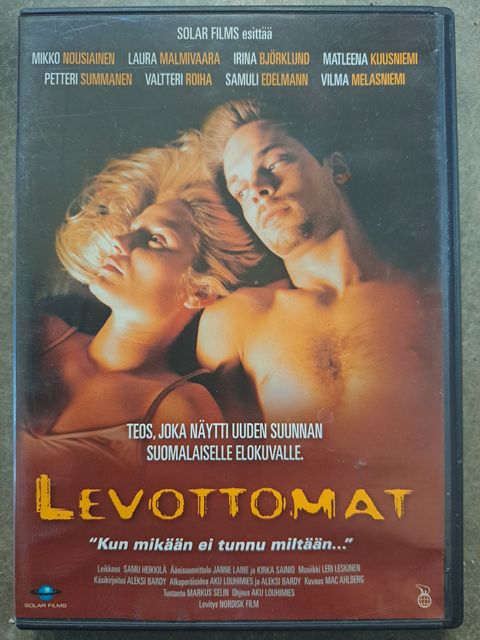 SOLAR FILMS esittää
MIKKO NOUSIAINEN LAURA MALMIVAARA IRINA BJÖRKLUND MATLEENA KUUSNIEMI
PETTERI SUMMANEN VALTTERI ROIHA SAMULI EDELMANN VILMA MELASNIEMI
TEOS, JOKA NÄYTTI UUDEN SUUNNAN
SUOMALAISELLE ELOKUVALLE.
LEVOTTOMAT
"Kun mikään ei tunnu miltään..."
Leikkaus SAMU HEIKKILÄ Äänisuunnittelu JANNE LAINE ja KIRKA SAINIO Musiikki LERI LESKINEN
Käsikirjoitus ALEKSI BARDY Alkuperäisidea AKU LOUHIMIES ja ALEKSI BARDY Kuvaus MAC AHLBERG
Tuotanto MARKUS SELIN Ohjaus AKU LOUHIMIES
Levitys NORDISK FILM
SOLAR FILMS